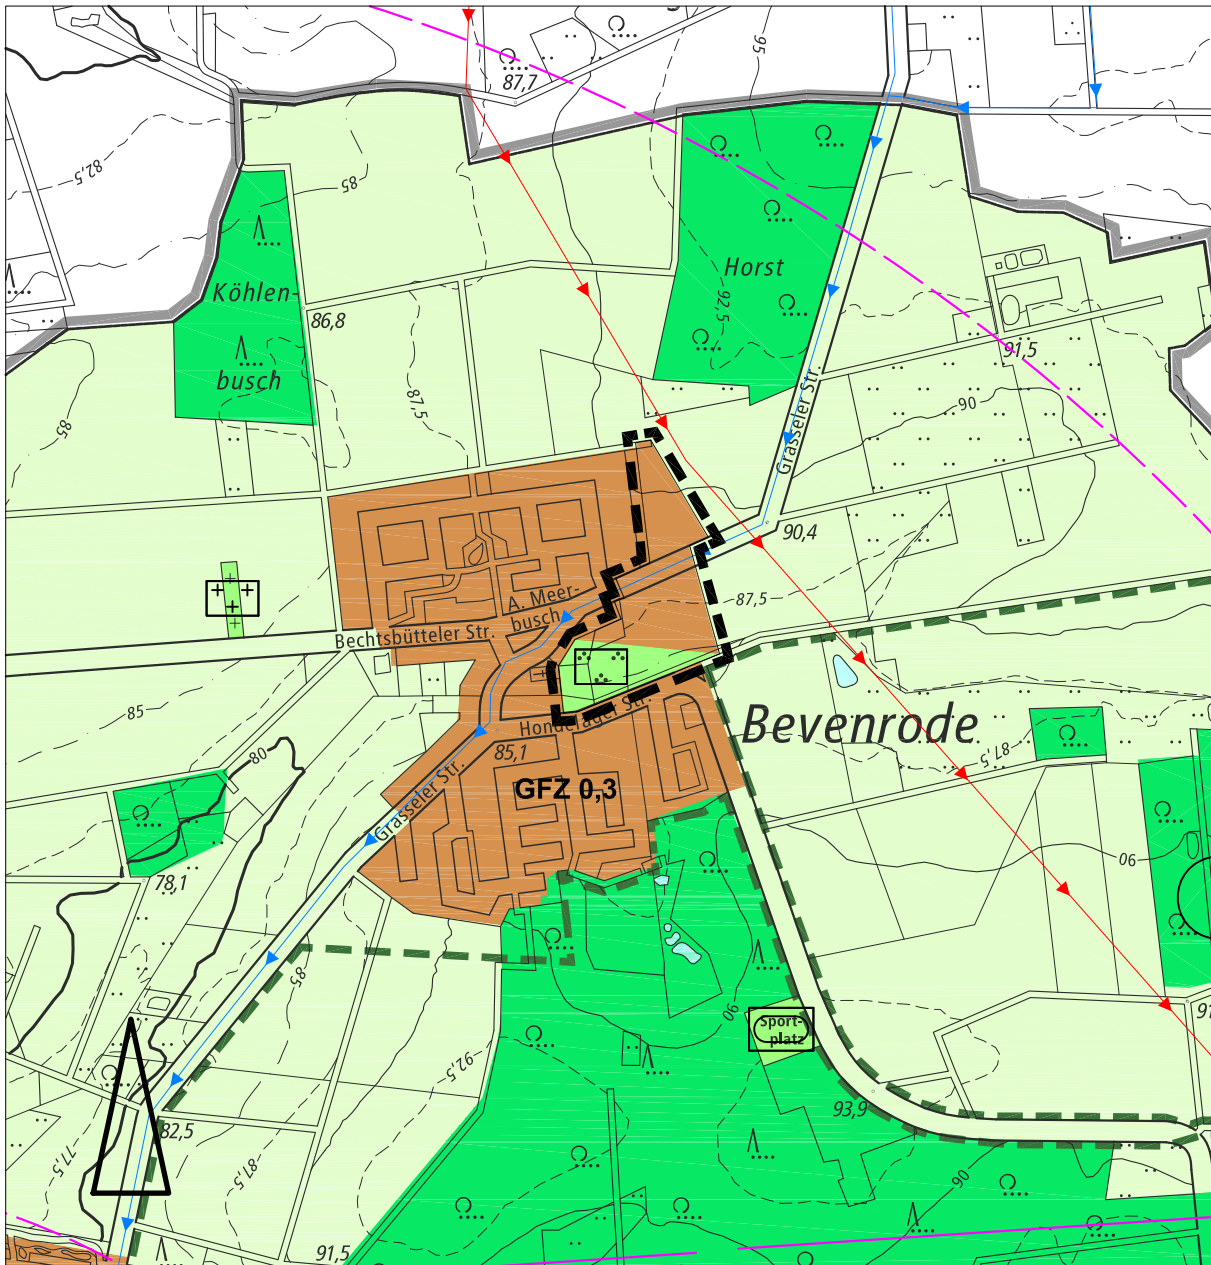 87,7
95
82,5
85
Köhlen-
busch
86,8
Horst
92,5
91,5
87,5
85
90
Grasseler Str.
90,4
A. Meer-
busch
87,5
Bechtsbütteler Str.
85
80
Honderager Str.
Bevenrode
85,1
GFZ 0,3
87,5
Grasseler Str.
78,1
90
85
90
Sport-
platz
91
92,5
93,9
82,5
77,5
87,5
90
91,5